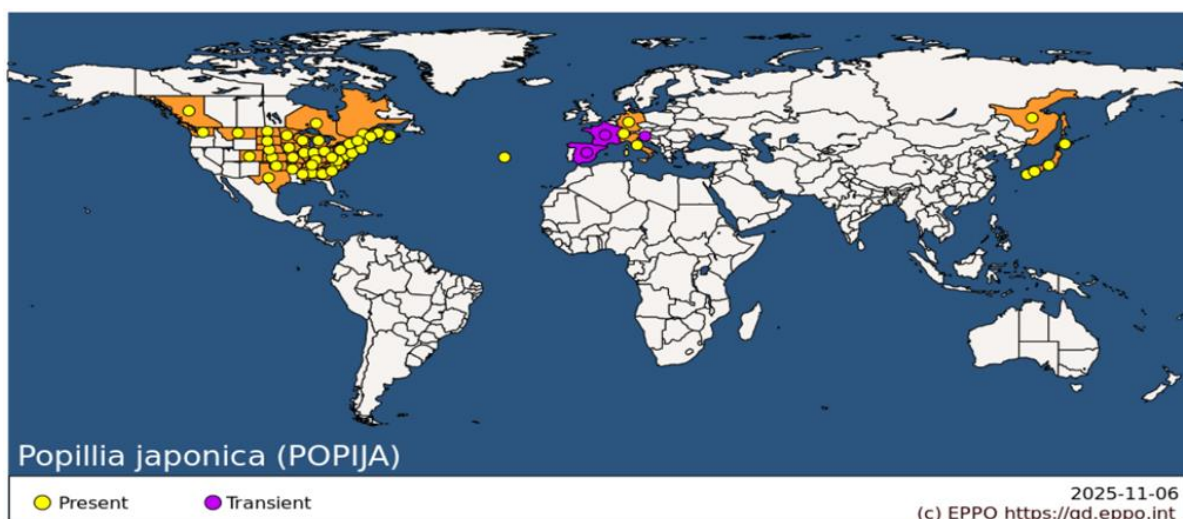 Popillia japonica (POPIJA)
Present
Transient
2025-11-06
(c) EPPO https://gd.eppo.int